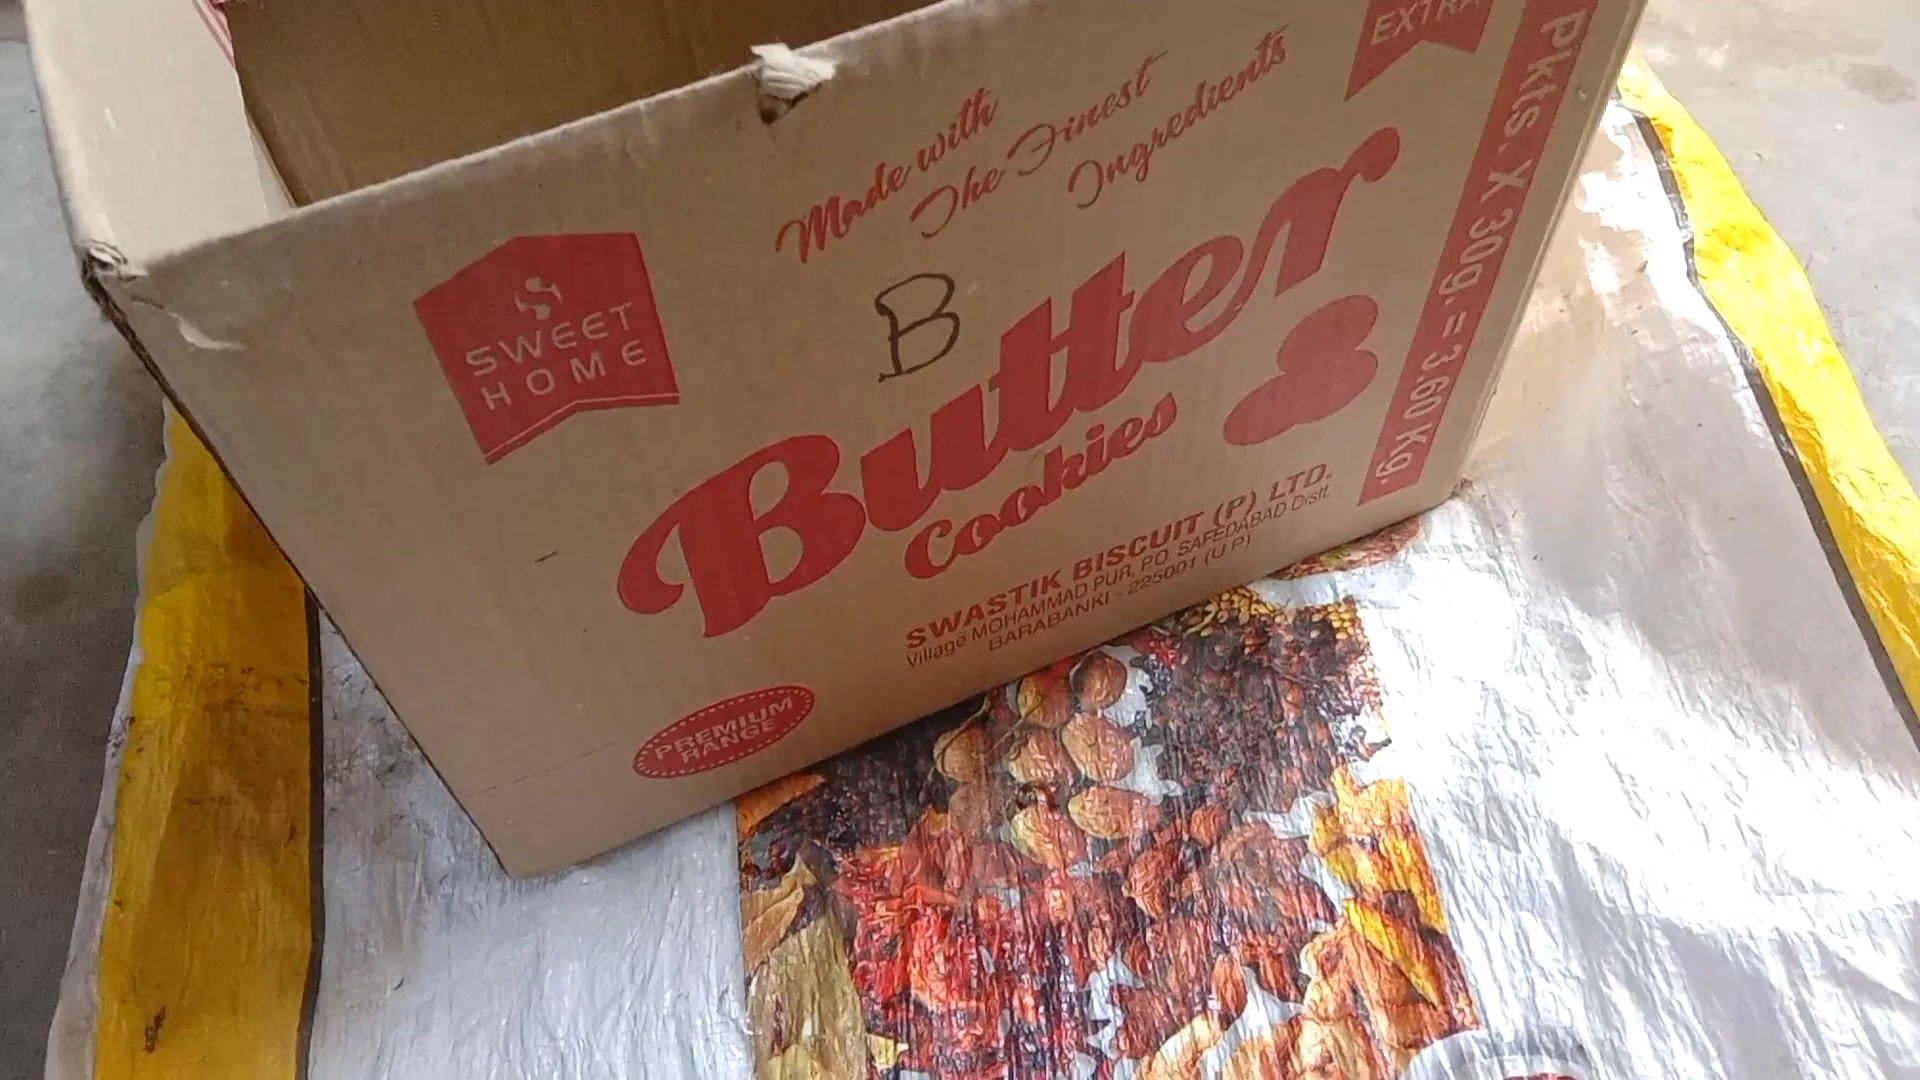 Made with
The Finest
Ingredients
EXTRA
SWEET
HOME
B
Butter
Cookies
Pkts. X 30g. = 3.60 Kg.
SWASTIK BISCUIT (P) LTD.
Village MOHAMMAD PUR, P.O. SAFEDABAD Distt.
BARABANKI - 225001 (U.P)
PREMIUM
RANGE